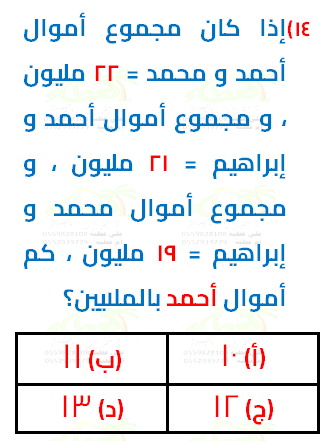 ١٤) إذا كان مجموع أموال
أحمد و محمد = ٢٢ مليون
، و مجموع أموال أحمد و
إبراهيم = ٢١ مليون ، و
مجموع أموال محمد و
إبراهيم = ١٩ مليون ، كم
أموال أحمد بالملايين؟
(أ) ١٠ (ب) ١١
(ج) ١٢ (د) ١٣